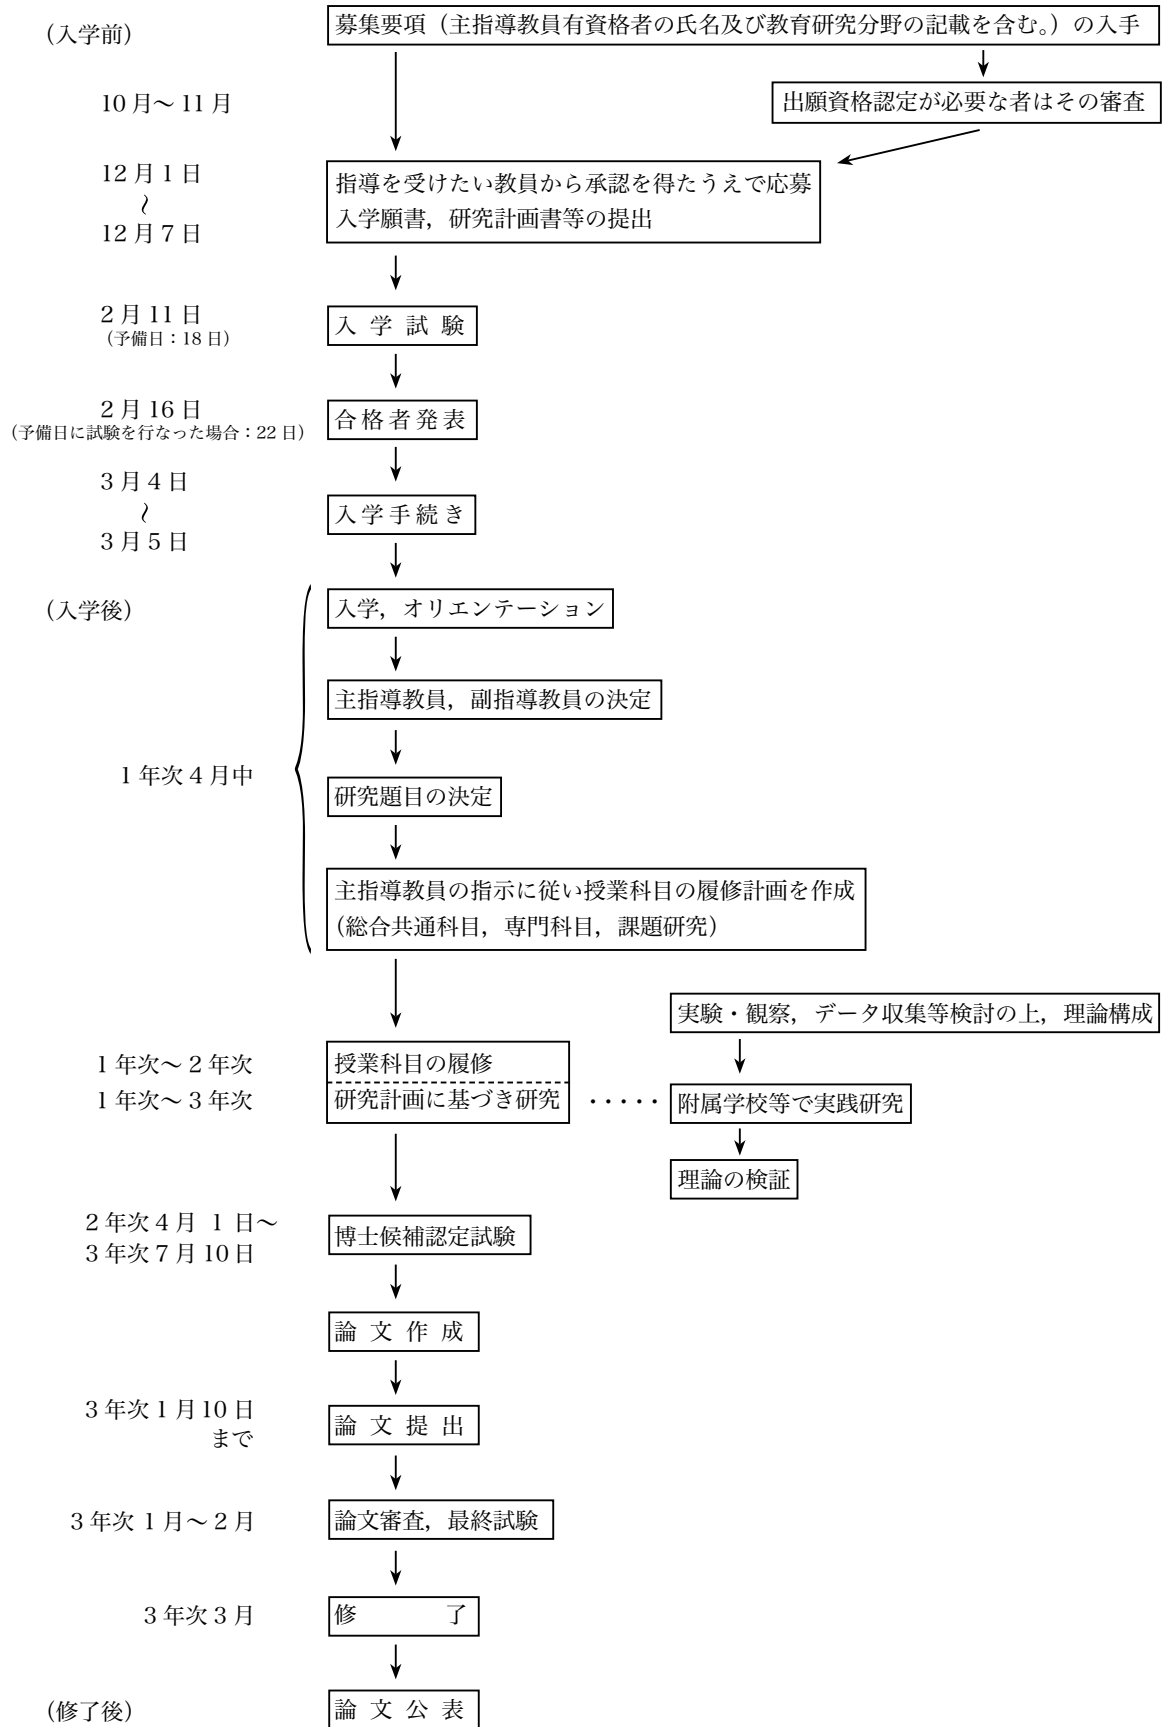 （入学前）
募集要項（主指導教員有資格者の氏名及び教育研究分野の記載を含む。）の入手
10月～11月
出願資格認定が必要な者はその審査
12月1日
～
12月7日
指導を受けたい教員から承認を得たうえで応募
入学願書，研究計画書等の提出
2月11日
（予備日：18日）
入学試験
2月16日
（予備日に試験を行なった場合：22日）
合格者発表
3月4日
～
3月5日
入学手続き
（入学後）
入学，オリエンテーション
主指導教員，副指導教員の決定
1年次4月中
研究題目の決定
主指導教員の指示に従い授業科目の履修計画を作成
（総合共通科目，専門科目，課題研究）
実験・観察，データ収集等検討の上，理論構成
1年次～2年次
授業科目の履修
1年次～3年次
研究計画に基づき研究
・・・・・
附属学校等で実践研究
理論の検証
2年次4月 1日～
3年次7月10日
博士候補認定試験
論文作成
3年次1月10日
まで
論文提出
3年次1月～2月
論文審査，最終試験
3年次3月
修了
（修了後）
論文公表